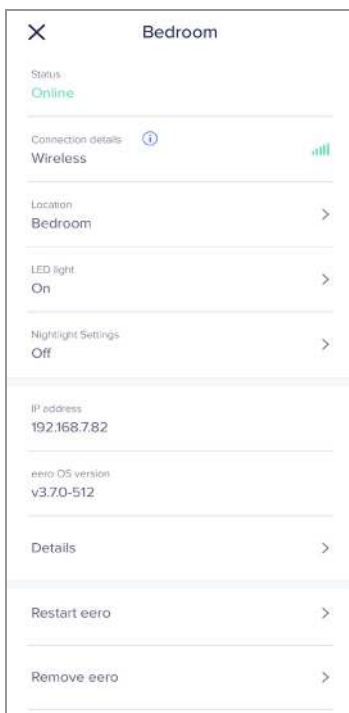 Bedroom
Status
Online
Connection details
Wireless
Location
Bedroom
LED light
On
Nightlight Settings
Off
IP address
192.168.7.82
eero OS version
v3.7.0-512
Details
Restart eero
Remove eero